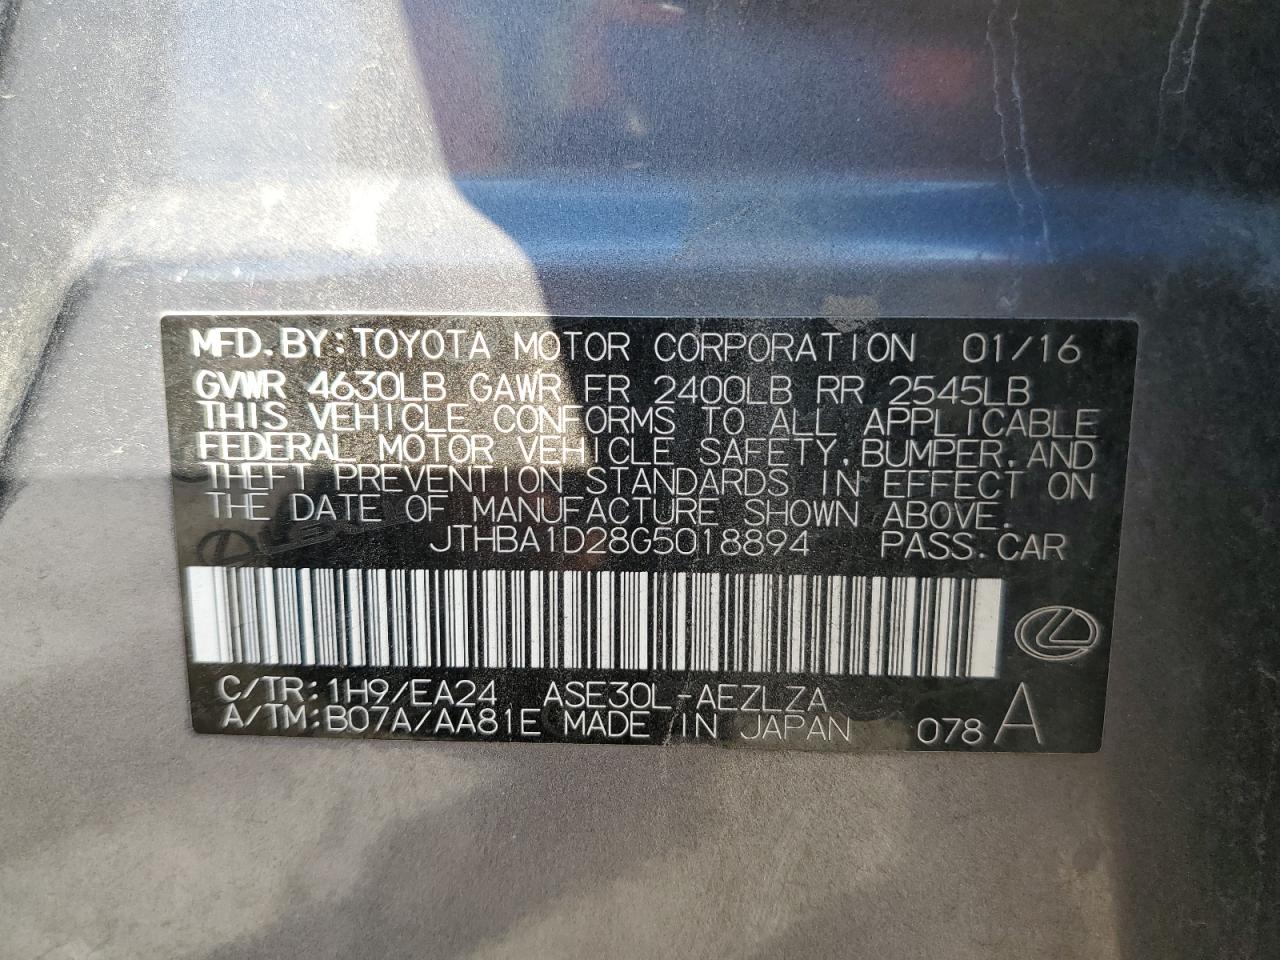 MFD.BY:TOYOTA MOTOR CORPORATION 01/16
GVWR 4630LB GAWR FR 2400LB RR 2545LB
THIS VEHICLE CONFORMS TO ALL APPLICABLE
FEDERAL MOTOR VEHICLE SAFETY,BUMPER,AND
THEFT PREVENTION STANDARDS IN EFFECT ON
THE DATE OF MANUFACTURE SHOWN ABOVE.
JTHBA1D28G5018894 PASS.CAR
C/TR:1H9/EA24 ASE30L-AEZLZA
A/TM:B07A/AA81E MADE IN JAPAN 078 A